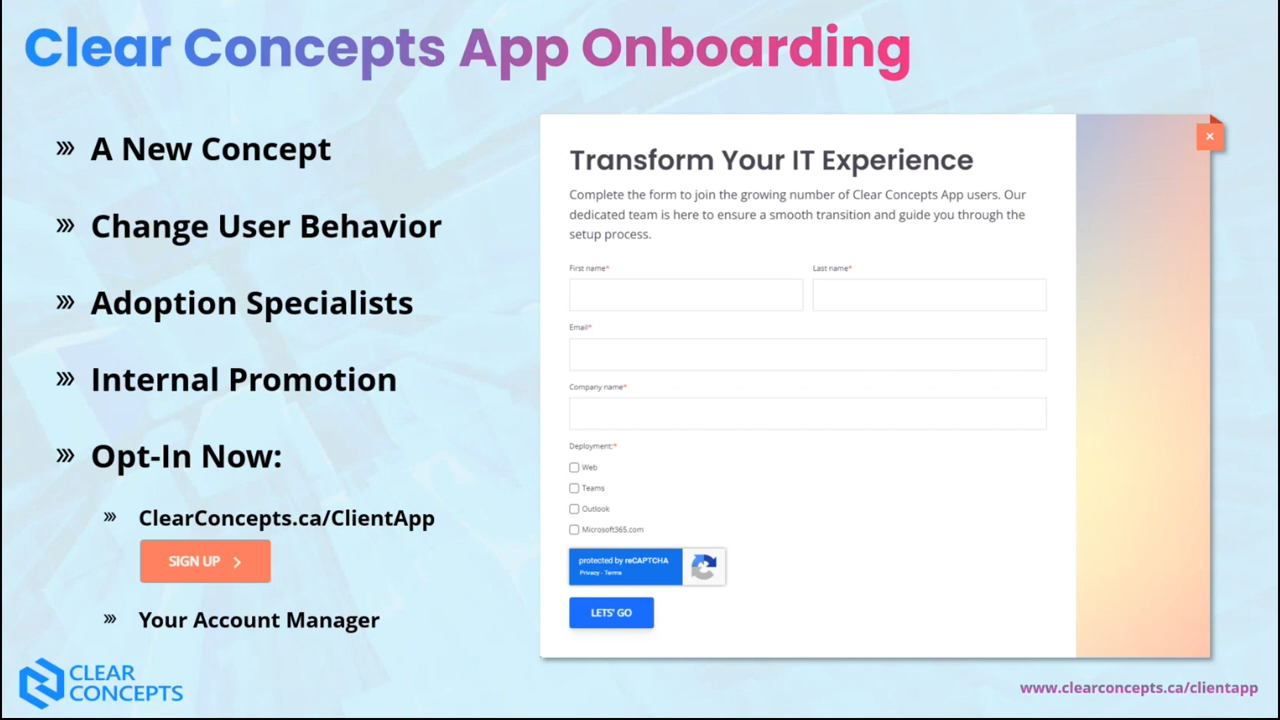 Clear Concepts App Onboarding
A New Concept
Change User Behavior
Adoption Specialists
Internal Promotion
Opt-In Now:
ClearConcepts.ca/ClientApp
SIGN UP
Your Account Manager
CLEAR
CONCEPTS
Transform Your IT Experience
Complete the form to join the growing number of Clear Concepts App users. Our
dedicated team is here to ensure a smooth transition and guide you through the
setup process.
First name* Last name*
Email*
Company name*
Deployment:*
Web
Teams
Outlook
Microsoft365.com
protected by reCAPTCHA
Privacy - Terms
LETS' GO
www.clearconcepts.ca/clientapp